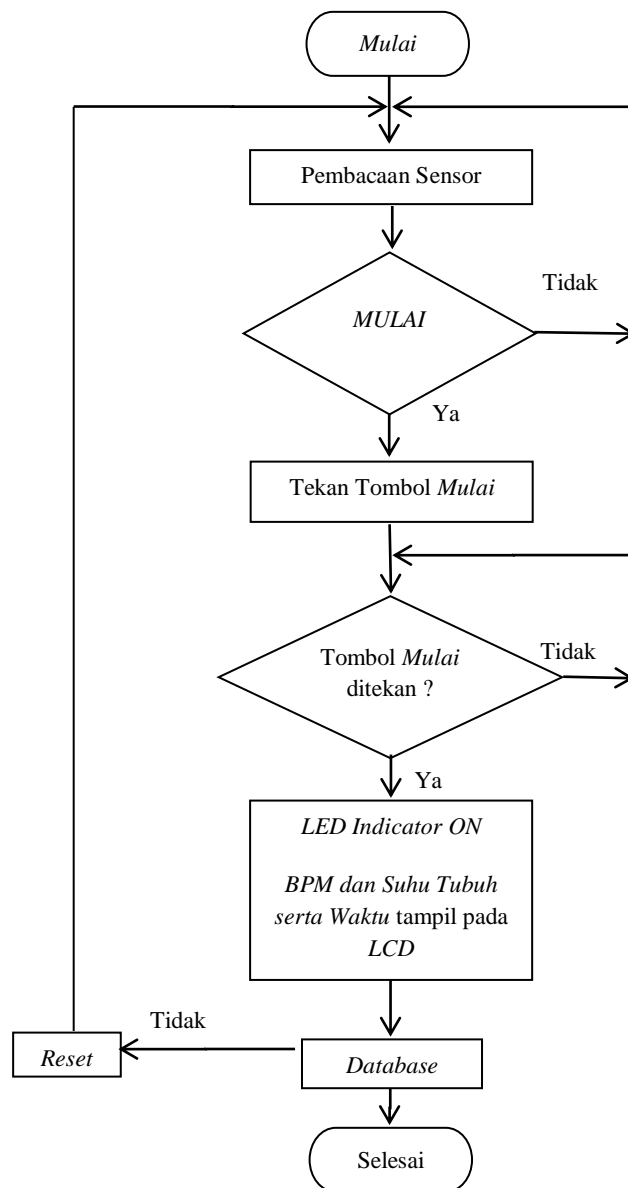 Mulai
Pembacaan Sensor
Tidak
MULAI
Ya
Tekan Tombol Mulai
Tombol Mulai
ditekan ?
Tidak
Ya
LED Indicator ON
BPM dan Suhu Tubuh
serta Waktu tampil pada
LCD
Tidak
Reset
Database
Selesai